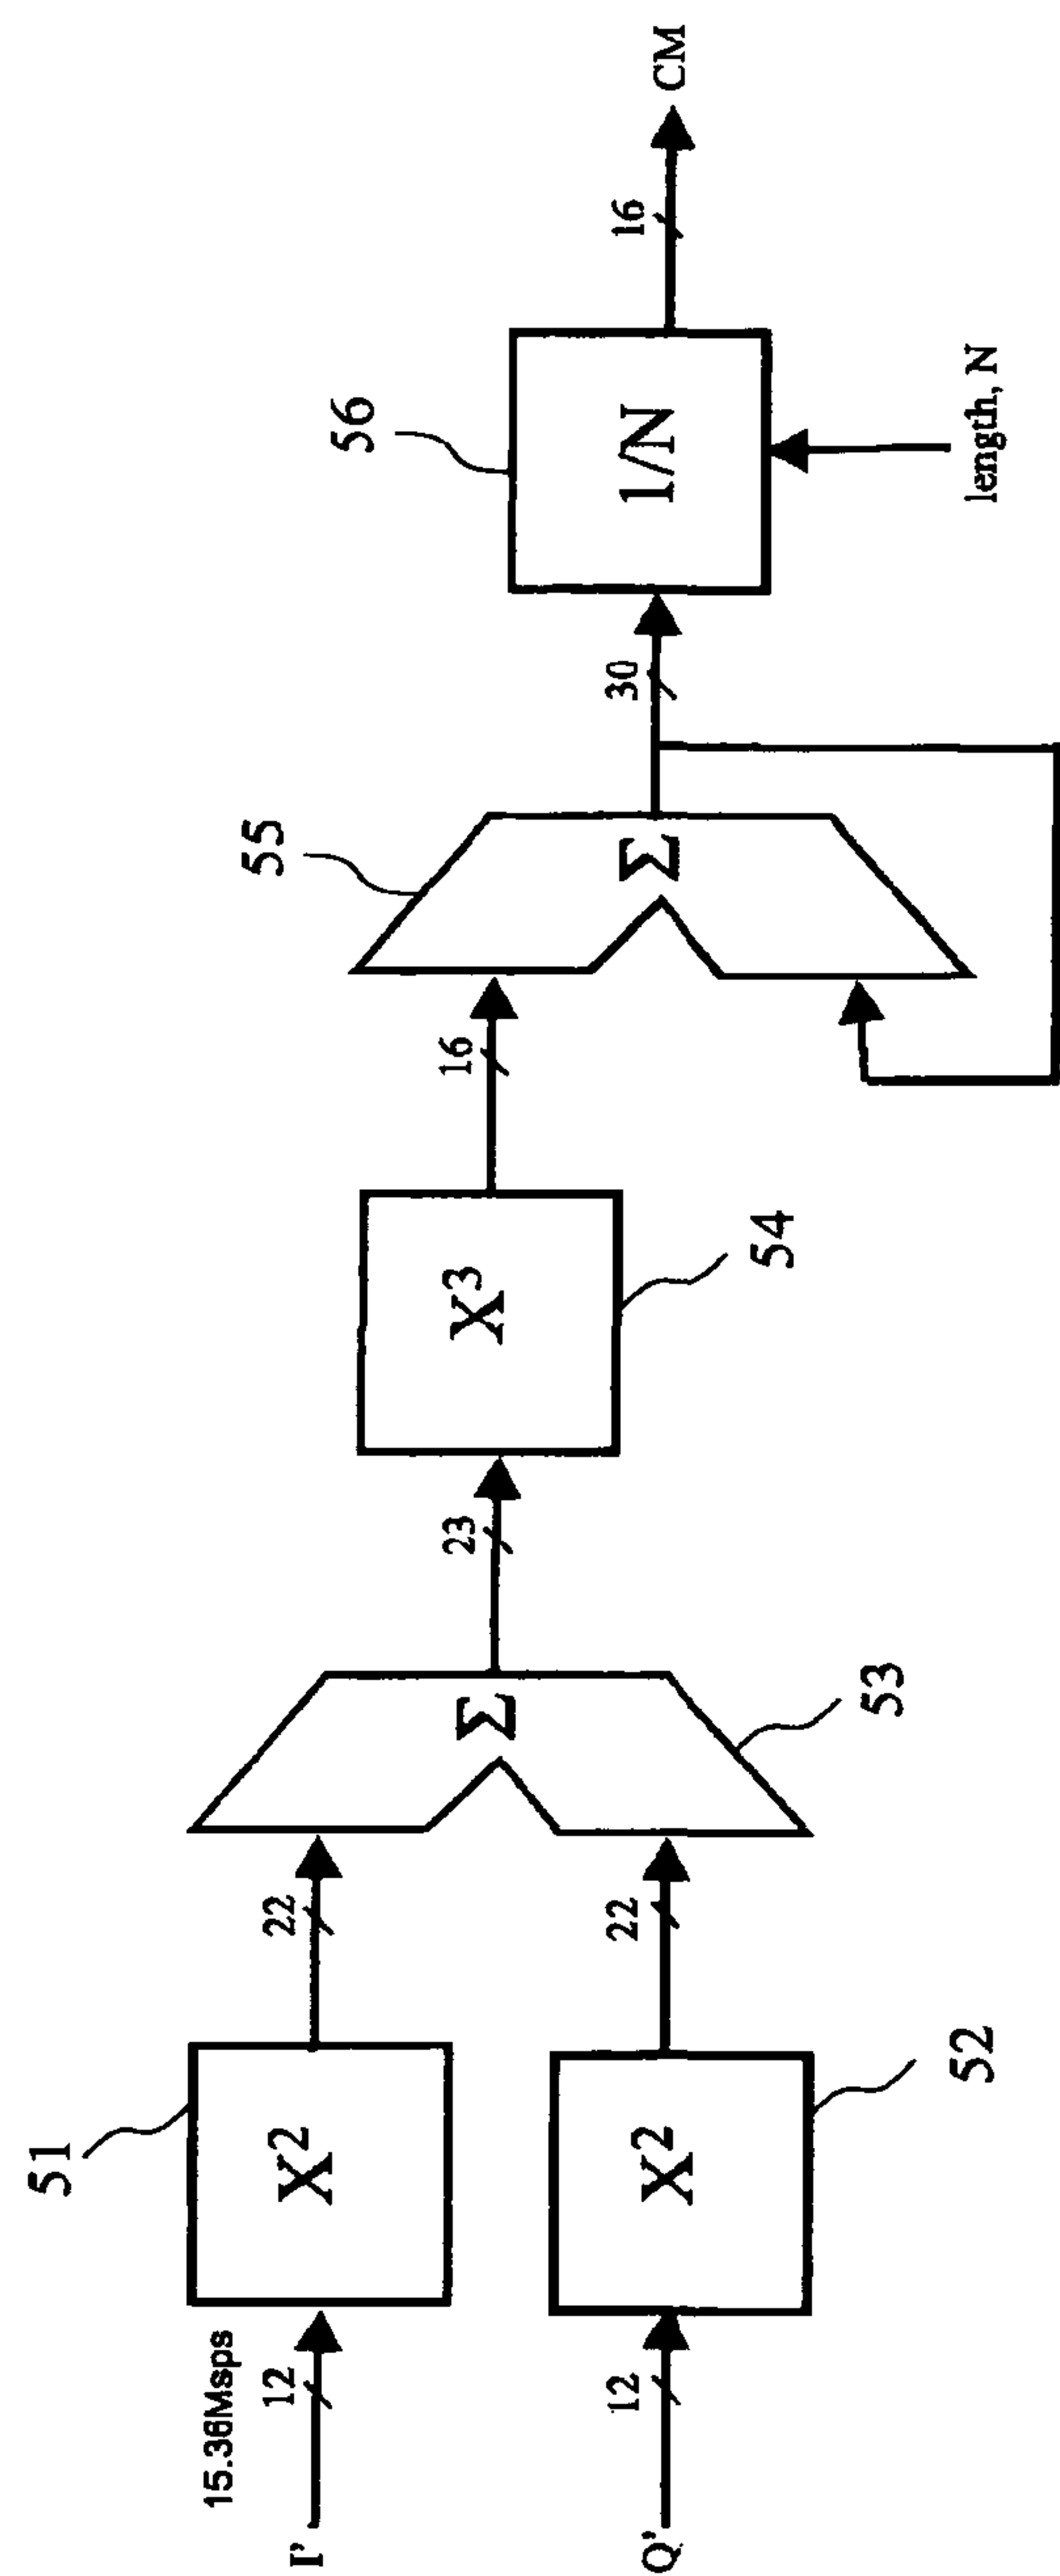 I'
15.36Msps
12
51
X²
22
Q'
12
52
X²
22
Σ
53
23
X³
54
16
55
Σ
30
56
1/N
length, N
16
CM